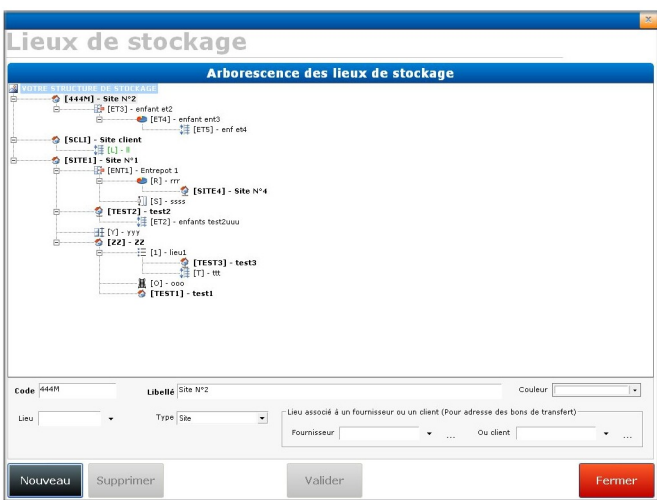 Lieux de stockage
Arborescence des lieux de stockage
VOTRE STRUCTURE DE STOCKAGE
[444M] - Site N°2
[ET3] - enfant et2
[ET4] - enfant ent3
[ET5] - enf et4
[SCLI] - Site client
[L] - ll
[SITE1] - Site N°1
[ENT1] - Entrepot 1
[R] - rrr
[SITE4] - Site N°4
[S] - ssss
[TEST2] - test2
[ET2] - enfants test2uuu
[Y] - yyy
[ZZ] - ZZ
[1] - lieu1
[TEST3] - test3
[T] - ttt
[O] - ooo
[TEST1] - test1
Code 444M Libellé Site N°2 Couleur
Lieu Type Site Lieu associé à un fournisseur ou un client (Pour adresse des bons de transfert)
Fournisseur ... Ou client ...
Nouveau Supprimer Valider Fermer